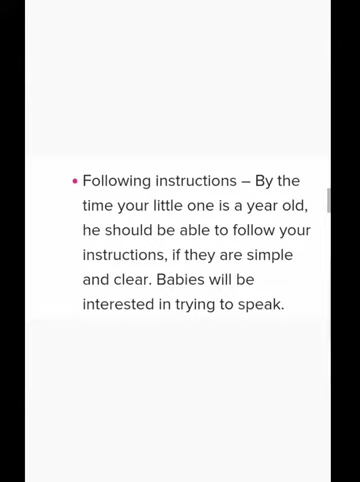 • Following instructions – By the
time your little one is a year old,
he should be able to follow your
instructions, if they are simple
and clear. Babies will be
interested in trying to speak.